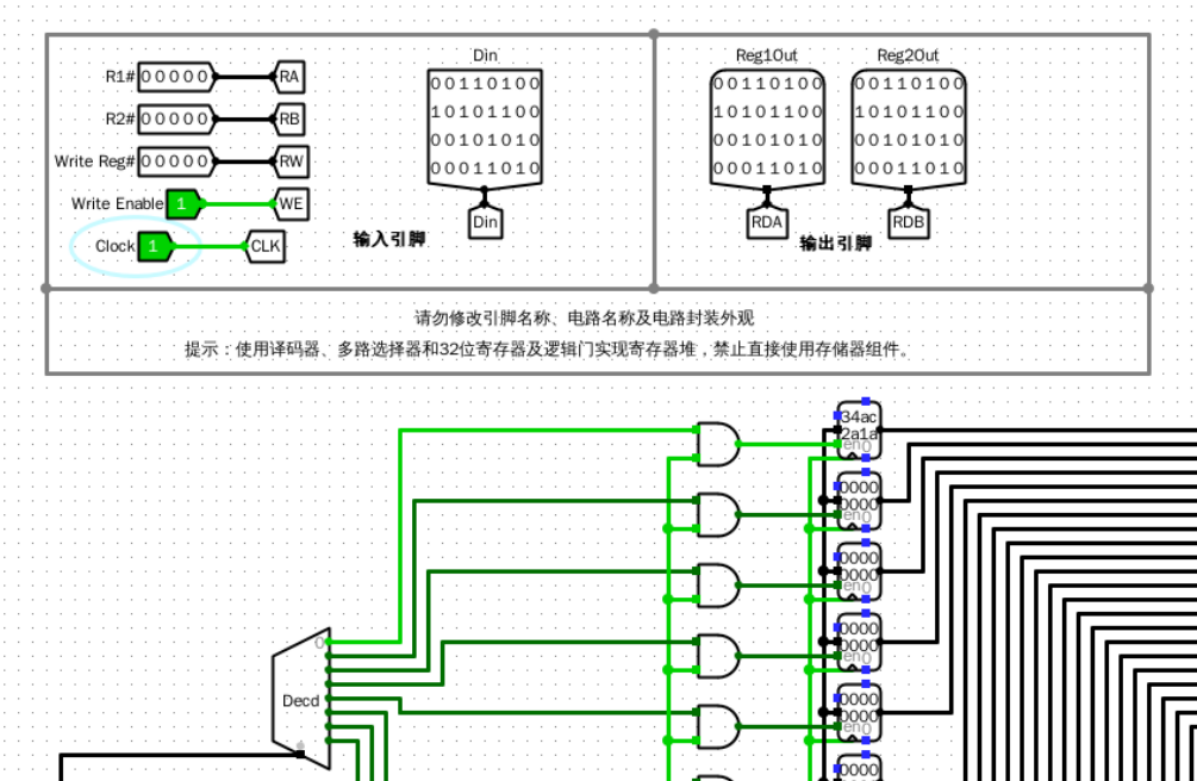 R1# 00000 RA
R2# 00000 RB
Write Reg# 00000 RW
Write Enable 1 WE
Clock 1 CLK
Din
00110100
10101100
00101010
00011010
Din
输入引脚
Reg1Out
00110100
10101100
00101010
00011010
RDA
Reg2Out
00110100
10101100
00101010
00011010
RDB
输出引脚
请勿修改引脚名称、电路名称及电路封装外观
提示：使用译码器、多路选择器和32位寄存器及逻辑门实现寄存器堆，禁止直接使用存储器组件。
34ac
2a1a
en0
0000
0000
en0
0000
0000
en0
0000
0000
en0
0000
0000
en0
0000
0
Decd